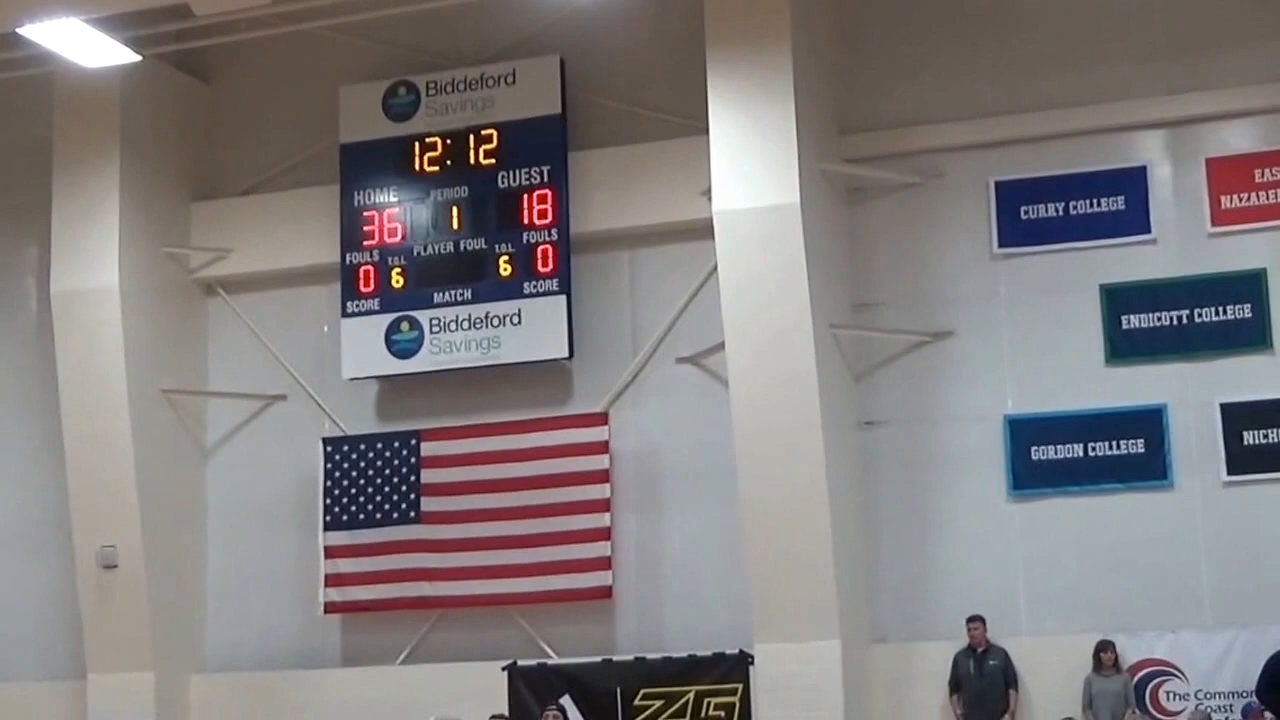 Biddeford
Savings
12:12
HOME PERIOD GUEST
36 1 18
FOULS T.O.L. PLAYER FOUL T.O.L. FOULS
0 6 6 0
SCORE MATCH SCORE
Biddeford
Savings
CURRY COLLEGE
EAS
NAZAREN
ENDICOTT COLLEGE
GORDON COLLEGE
NICH
The Common
Coast